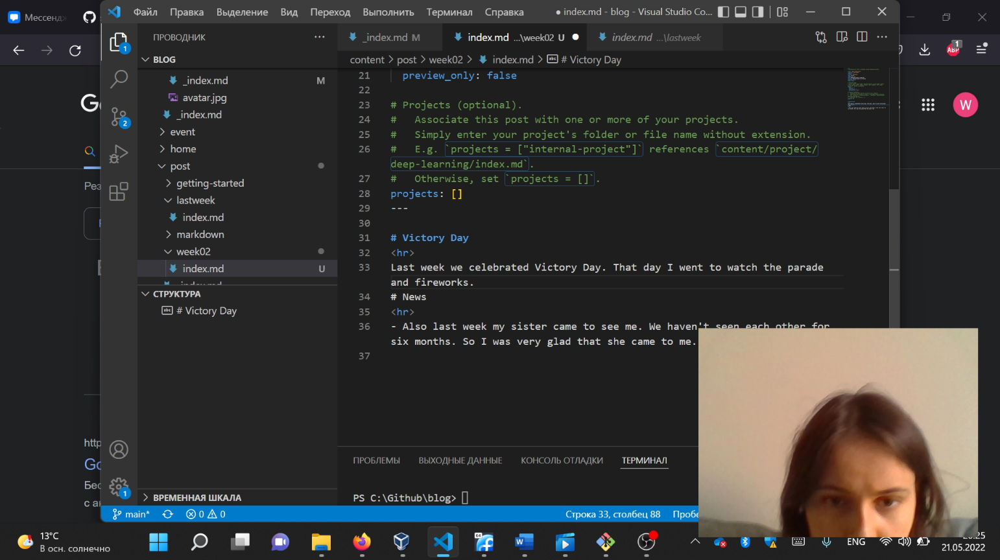 Мессендж
Файл Правка Выделение Вид Переход Выполнить Терминал Справка
● index.md - blog - Visual Studio Co...
ПРОВОДНИК
_index.md M
index.md ...\week02 U
index.md ...\lastweek
BLOG
content > post > week02 > index.md > # Victory Day
_index.md M
avatar.jpg
_index.md
event
home
post
getting-started
lastweek
index.md
markdown
week02
index.md U
СТРУКТУРА
# Victory Day
ВРЕМЕННАЯ ШКАЛА
21 preview_only: false
22
23 # Projects (optional).
24 #   Associate this post with one or more of your projects.
25 #   Simply enter your project's folder or file name without extension.
26 #   E.g. `projects = ["internal-project"]` references `content/project/
deep-learning/index.md`.
27 #   Otherwise, set `projects = []`.
28 projects: []
29 ---
30
31 # Victory Day
32 <hr>
33 Last week we celebrated Victory Day. That day I went to watch the parade
and fireworks.
34 # News
35 <hr>
36 - Also last week my sister came to see me. We haven't seen each other for
six months. So I was very glad that she came to me.
37
ПРОБЛЕМЫ ВЫХОДНЫЕ ДАННЫЕ КОНСОЛЬ ОТЛАДКИ ТЕРМИНАЛ
PS C:\Github\blog>
main* 0 0
Строка 33, столбец 88
ABP 1
W
1
2
1
http
Бес
13°C
В осн. солнечно
64
ENG
21.05.2022